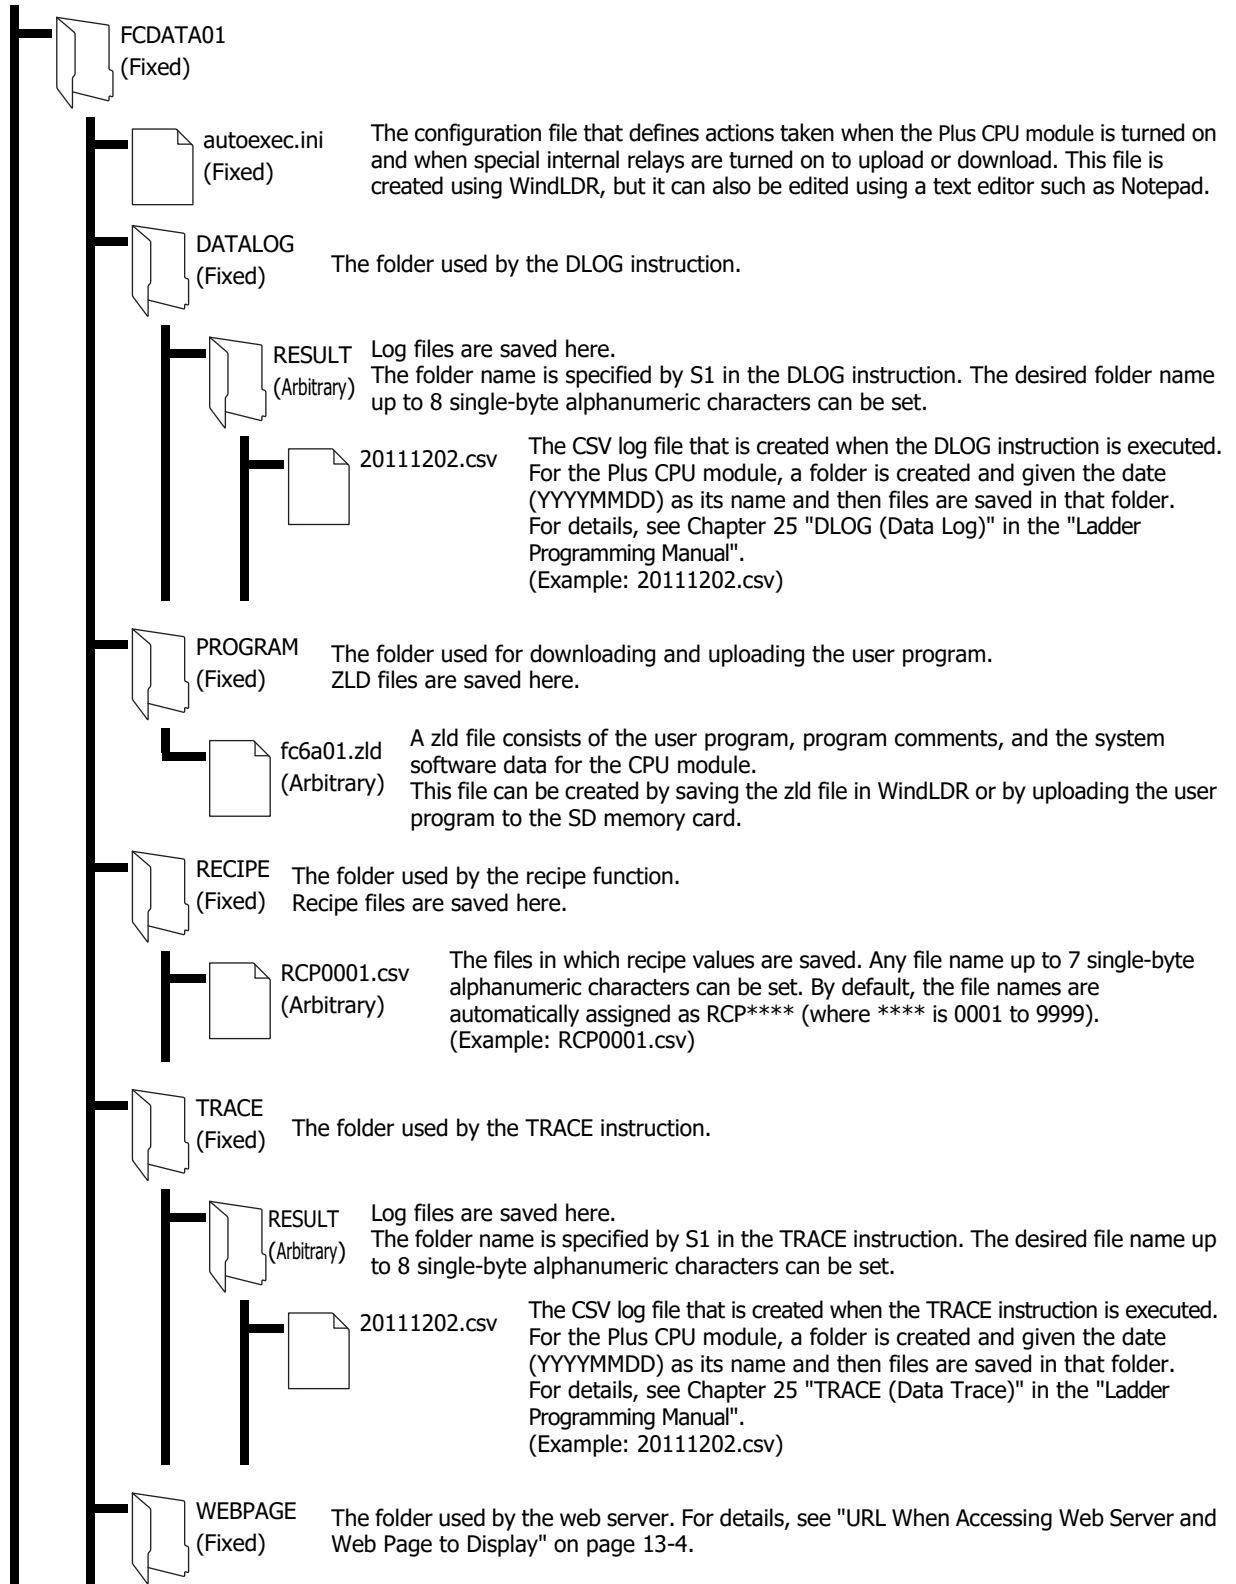 FCDATA01
(Fixed)
autoexec.ini
(Fixed)
The configuration file that defines actions taken when the Plus CPU module is turned on
and when special internal relays are turned on to upload or download. This file is
created using WindLDR, but it can also be edited using a text editor such as Notepad.
DATALOG
(Fixed)
The folder used by the DLOG instruction.
RESULT
(Arbitrary)
Log files are saved here.
The folder name is specified by S1 in the DLOG instruction. The desired folder name
up to 8 single-byte alphanumeric characters can be set.
20111202.csv
The CSV log file that is created when the DLOG instruction is executed.
For the Plus CPU module, a folder is created and given the date
(YYYYMMDD) as its name and then files are saved in that folder.
For details, see Chapter 25 "DLOG (Data Log)" in the "Ladder
Programming Manual".
(Example: 20111202.csv)
PROGRAM
(Fixed)
The folder used for downloading and uploading the user program.
ZLD files are saved here.
fc6a01.zld
(Arbitrary)
A zld file consists of the user program, program comments, and the system
software data for the CPU module.
This file can be created by saving the zld file in WindLDR or by uploading the user
program to the SD memory card.
RECIPE
(Fixed)
The folder used by the recipe function.
Recipe files are saved here.
RCP0001.csv
(Arbitrary)
The files in which recipe values are saved. Any file name up to 7 single-byte
alphanumeric characters can be set. By default, the file names are
automatically assigned as RCP**** (where **** is 0001 to 9999).
(Example: RCP0001.csv)
TRACE
(Fixed)
The folder used by the TRACE instruction.
RESULT
(Arbitrary)
Log files are saved here.
The folder name is specified by S1 in the TRACE instruction. The desired file name up
to 8 single-byte alphanumeric characters can be set.
20111202.csv
The CSV log file that is created when the TRACE instruction is executed.
For the Plus CPU module, a folder is created and given the date
(YYYYMMDD) as its name and then files are saved in that folder.
For details, see Chapter 25 "TRACE (Data Trace)" in the "Ladder
Programming Manual".
(Example: 20111202.csv)
WEBPAGE
(Fixed)
The folder used by the web server. For details, see "URL When Accessing Web Server and
Web Page to Display" on page 13-4.